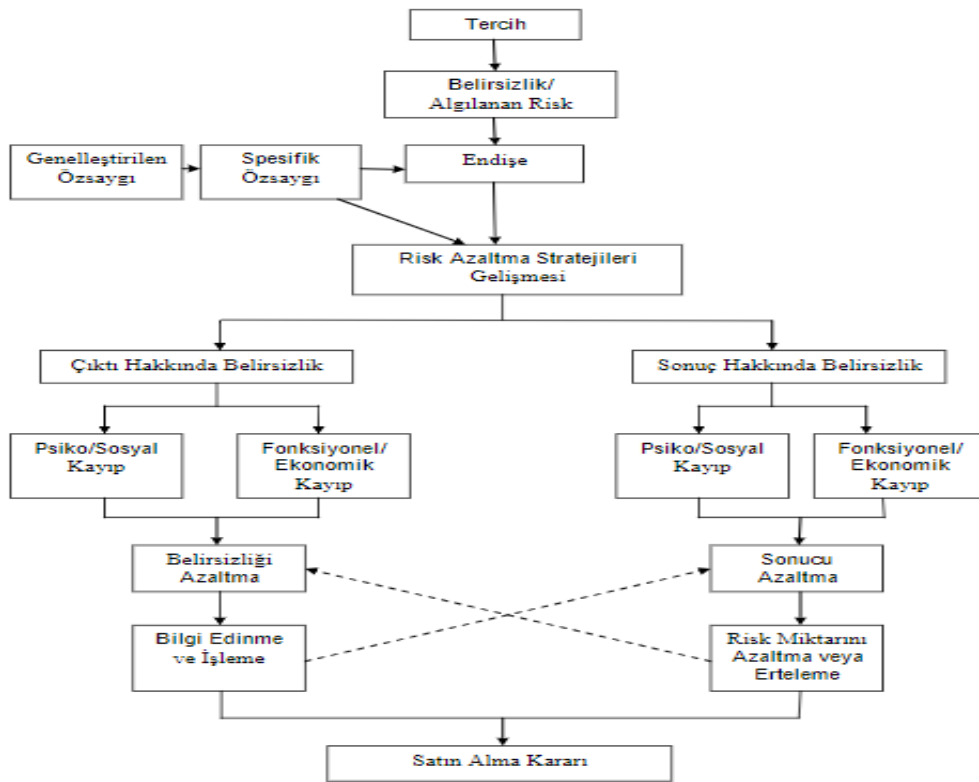 Tercih
Belirsizlik/
Algılanan Risk
Genelleştirilen
Özsaygı
Spesifik
Özsaygı
Endişe
Risk Azaltma Stratejileri
Gelişmesi
Çıktı Hakkında Belirsizlik
Sonuç Hakkında Belirsizlik
Psiko/Sosyal
Kayıp
Fonksiyonel/
Ekonomik
Kayıp
Psiko/Sosyal
Kayıp
Fonksiyonel/
Ekonomik
Kayıp
Belirsizliği
Azaltma
Sonucu
Azaltma
Bilgi Edinme
ve İşleme
Risk Miktarını
Azaltma veya
Erteleme
Satın Alma Kararı